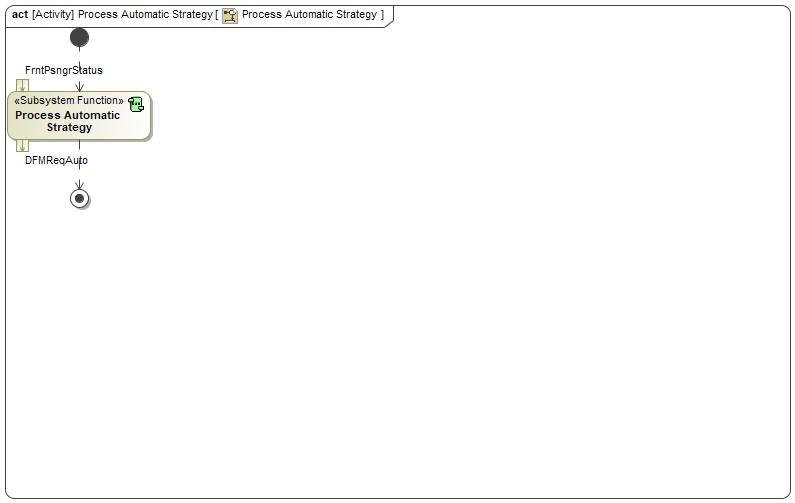 act [Activity] Process Automatic Strategy [ Process Automatic Strategy ]
FrntPsngrStatus
«Subsystem Function»
Process Automatic
Strategy
DFMReqAuto